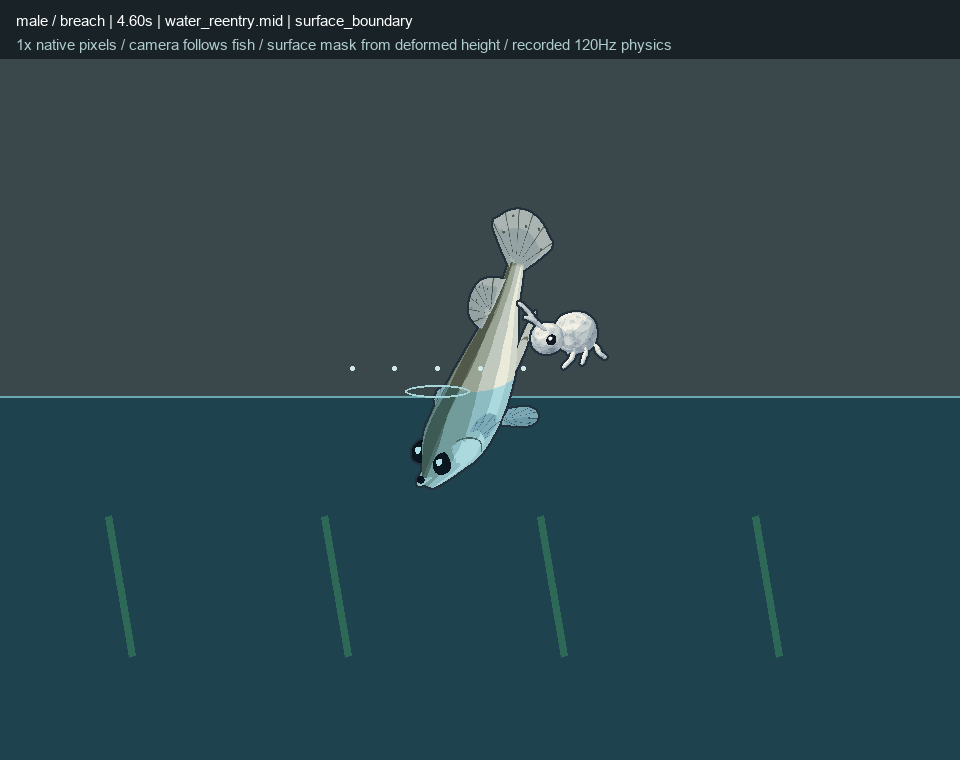 male / breach | 4.60s | water_reentry.mid | surface_boundary
1x native pixels / camera follows fish / surface mask from deformed height / recorded 120Hz physics